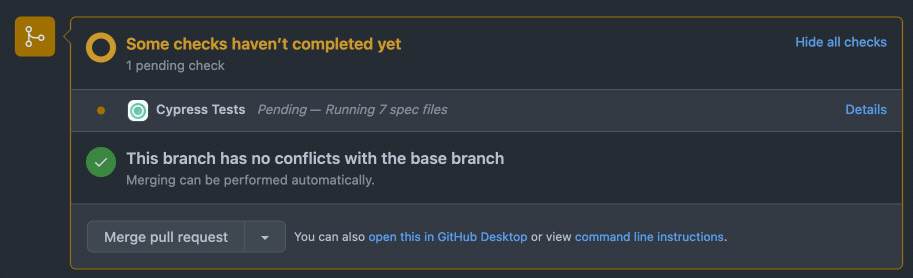 Some checks haven’t completed yet
Hide all checks
1 pending check
Cypress Tests Pending — Running 7 spec files
Details
This branch has no conflicts with the base branch
Merging can be performed automatically.
Merge pull request
You can also open this in GitHub Desktop or view command line instructions.